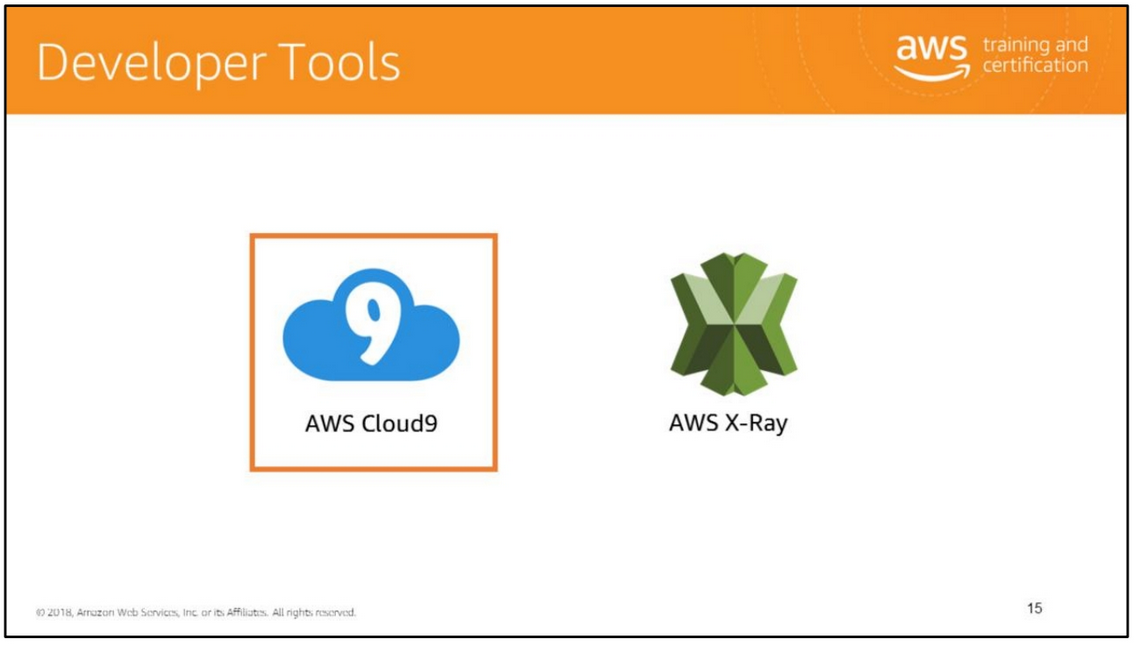 Developer Tools
aws training and
certification
9
AWS Cloud9
AWS X-Ray
© 2018, Amazon Web Services, Inc. or its Affiliates. All rights reserved.
15